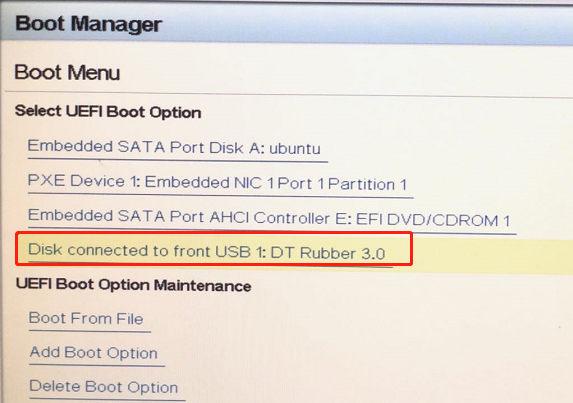 Boot Manager
Boot Menu
Select UEFI Boot Option
Embedded SATA Port Disk A: ubuntu
PXE Device 1: Embedded NIC 1 Port 1 Partition 1
Embedded SATA Port AHCI Controller E: EFI DVD/CDROM 1
Disk connected to front USB 1: DT Rubber 3.0
UEFI Boot Option Maintenance
Boot From File
Add Boot Option
Delete Boot Option